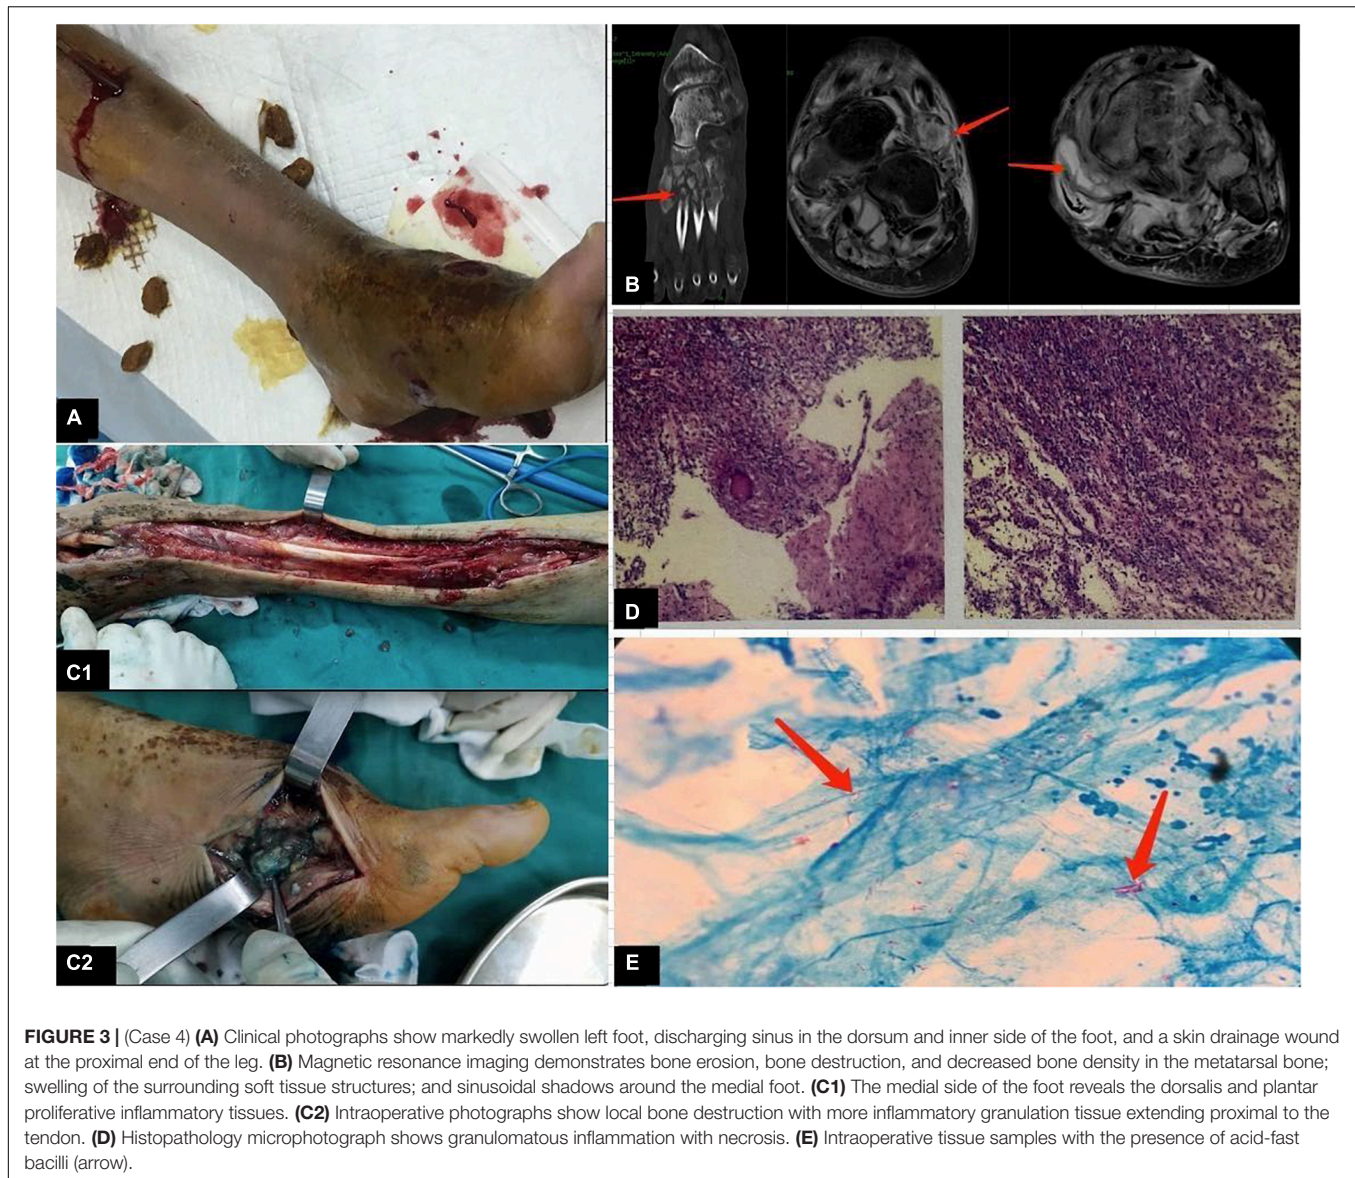 A
B
C1
D
C2
E
FIGURE 3 | (Case 4) (A) Clinical photographs show markedly swollen left foot, discharging sinus in the dorsum and inner side of the foot, and a skin drainage wound
at the proximal end of the leg. (B) Magnetic resonance imaging demonstrates bone erosion, bone destruction, and decreased bone density in the metatarsal bone;
swelling of the surrounding soft tissue structures; and sinusoidal shadows around the medial foot. (C1) The medial side of the foot reveals the dorsalis and plantar
proliferative inflammatory tissues. (C2) Intraoperative photographs show local bone destruction with more inflammatory granulation tissue extending proximal to the
tendon. (D) Histopathology microphotograph shows granulomatous inflammation with necrosis. (E) Intraoperative tissue samples with the presence of acid-fast
bacilli (arrow).